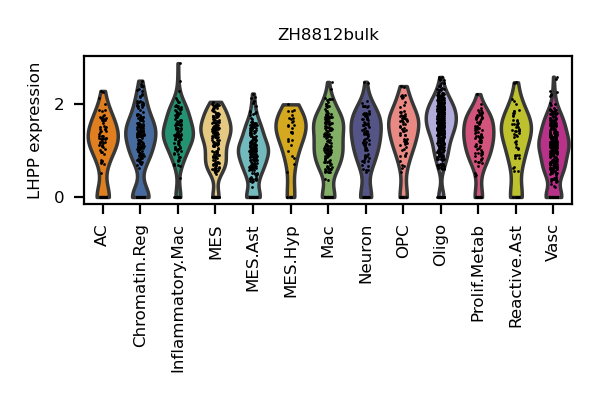 ZH8812bulk
LHPP expression
2
0
AC
Chromatin.Reg
Inflammatory.Mac
MES
MES.Ast
MES.Hyp
Mac
Neuron
OPC
Oligo
Prolif.Metab
Reactive.Ast
Vasc